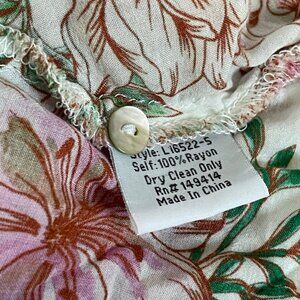 Style: L16522-S
Self: 100% Rayon
Dry Clean Only
Rn# 149414
Made In China